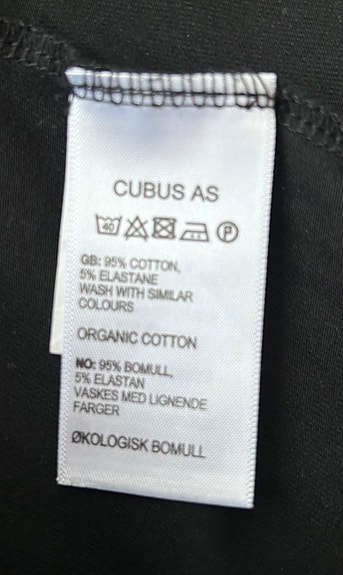 CUBUS AS
40 P
GB: 95% COTTON,
5% ELASTANE
WASH WITH SIMILAR
COLOURS
ORGANIC COTTON
NO: 95% BOMULL,
5% ELASTAN
VASKES MED LIGNENDE
FARGER
ØKOLOGISK BOMULL